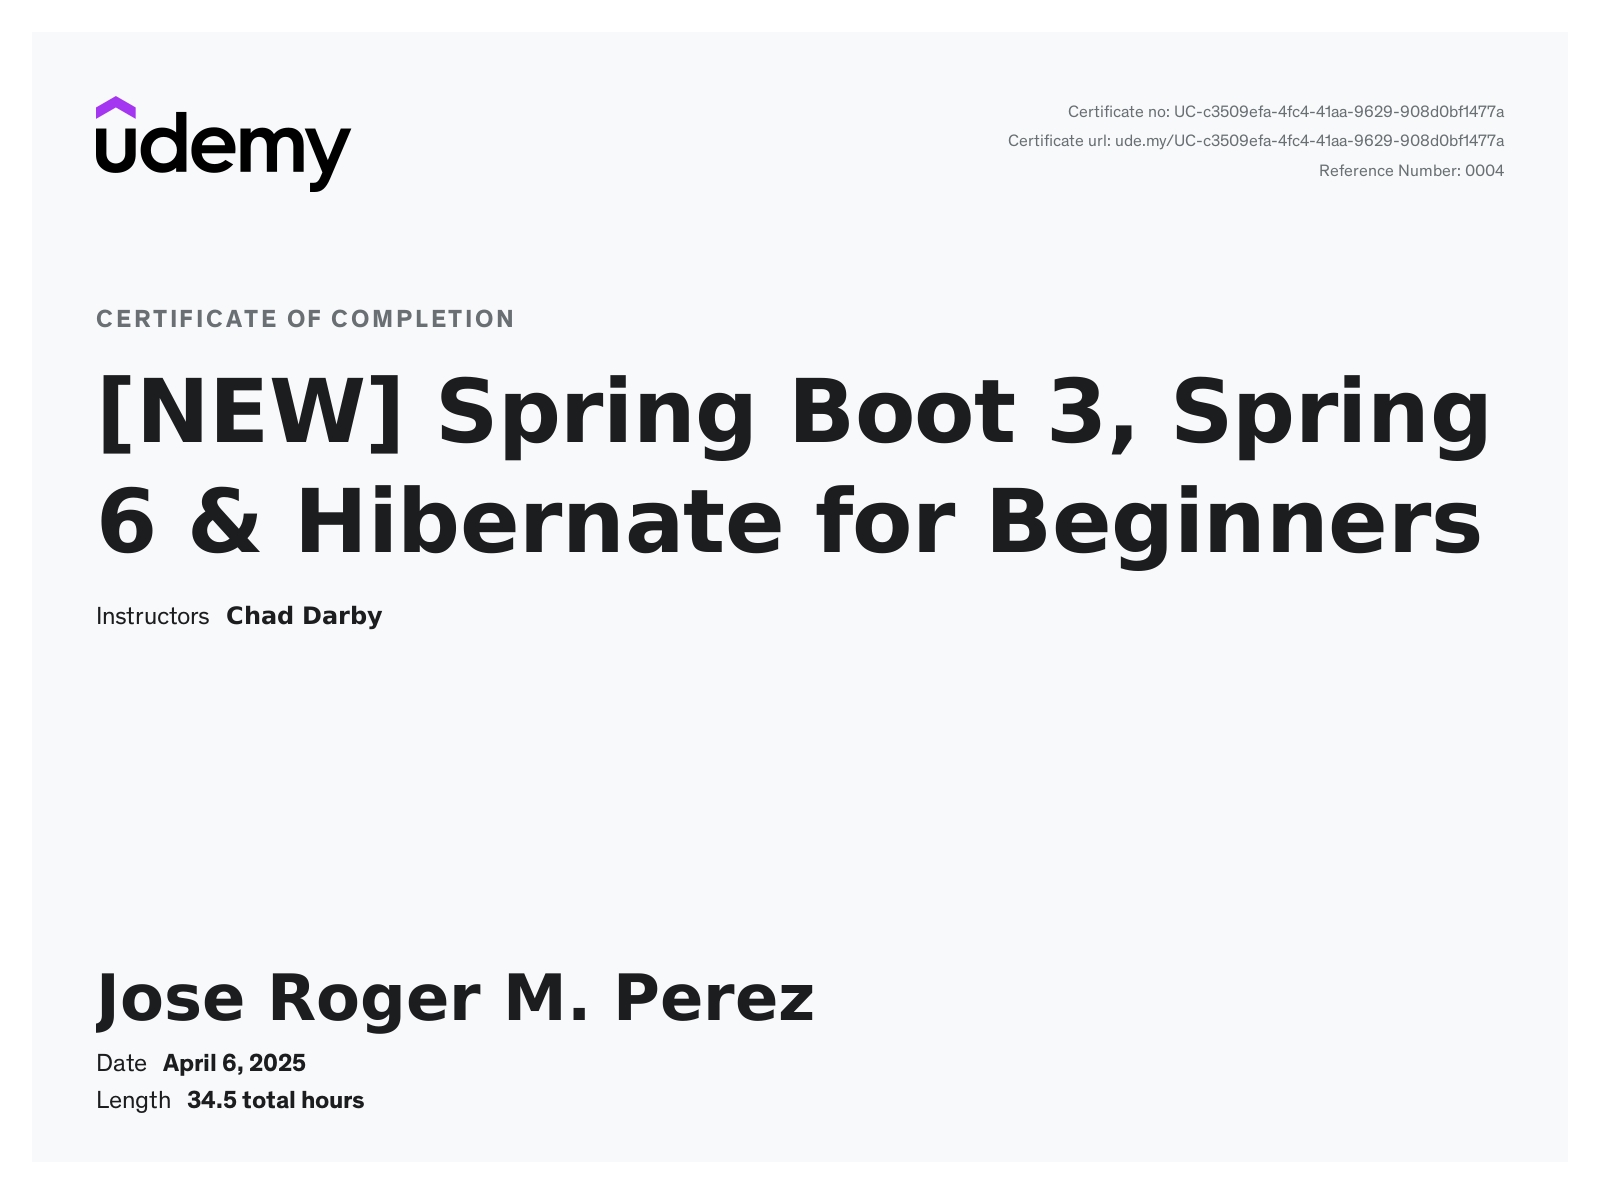 udemy
Certificate no: UC-c3509efa-4fc4-41aa-9629-908d0bf1477a
Certificate url: ude.my/UC-c3509efa-4fc4-41aa-9629-908d0bf1477a
Reference Number: 0004
CERTIFICATE OF COMPLETION
[NEW] Spring Boot 3, Spring
6 & Hibernate for Beginners
Instructors Chad Darby
Jose Roger M. Perez
Date April 6, 2025
Length 34.5 total hours